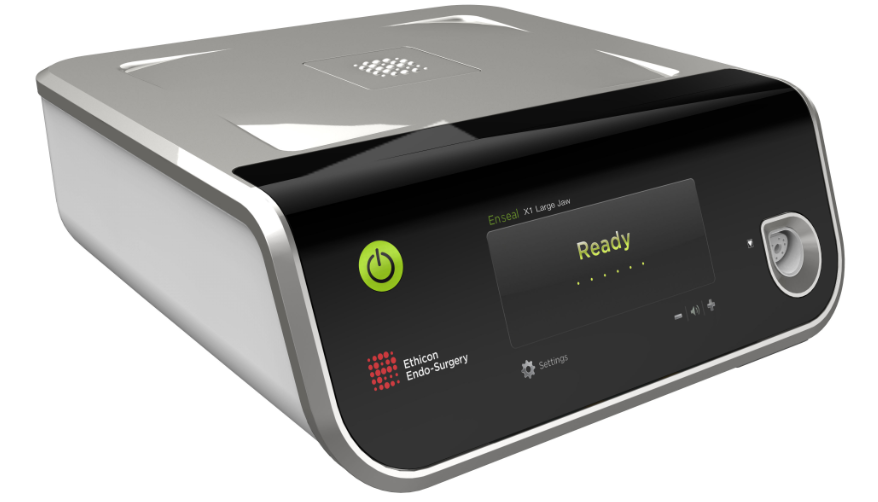 Enseal X1 Large Jaw
Ready
Ethicon
Endo-Surgery
Settings